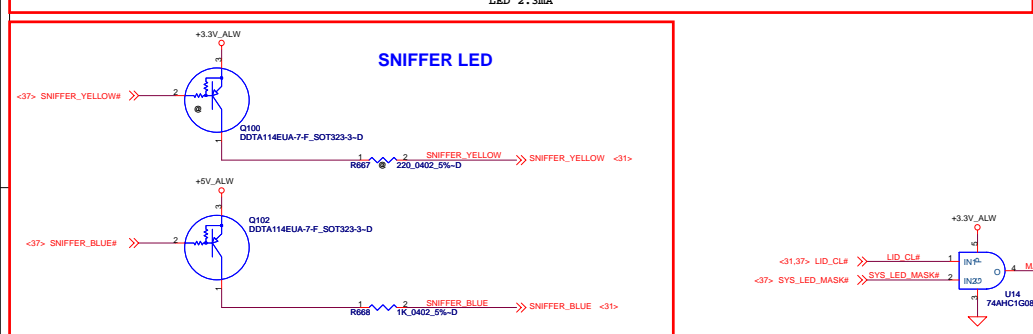 LED 2.3mA
SNIFFER LED
+3.3V_ALW
3
<37> SNIFFER_YELLOW#
2
@
Q100
DDTA114EUA-7-F_SOT323-3~D
1
1
2
SNIFFER_YELLOW
SNIFFER_YELLOW <31>
R667
@
220_0402_5%~D
+5V_ALW
3
Q102
DDTA114EUA-7-F_SOT323-3~D
<37> SNIFFER_BLUE#
2
1
1
2
SNIFFER_BLUE
SNIFFER_BLUE <31>
R668
1K_0402_5%~D
+3.3V_ALW
5
<31,37> LID_CL#
LID_CL#
1
IN1
P
<37> SYS_LED_MASK#
SYS_LED_MASK#
2
IN2
G
O
4
3
U14
74AHC1G08